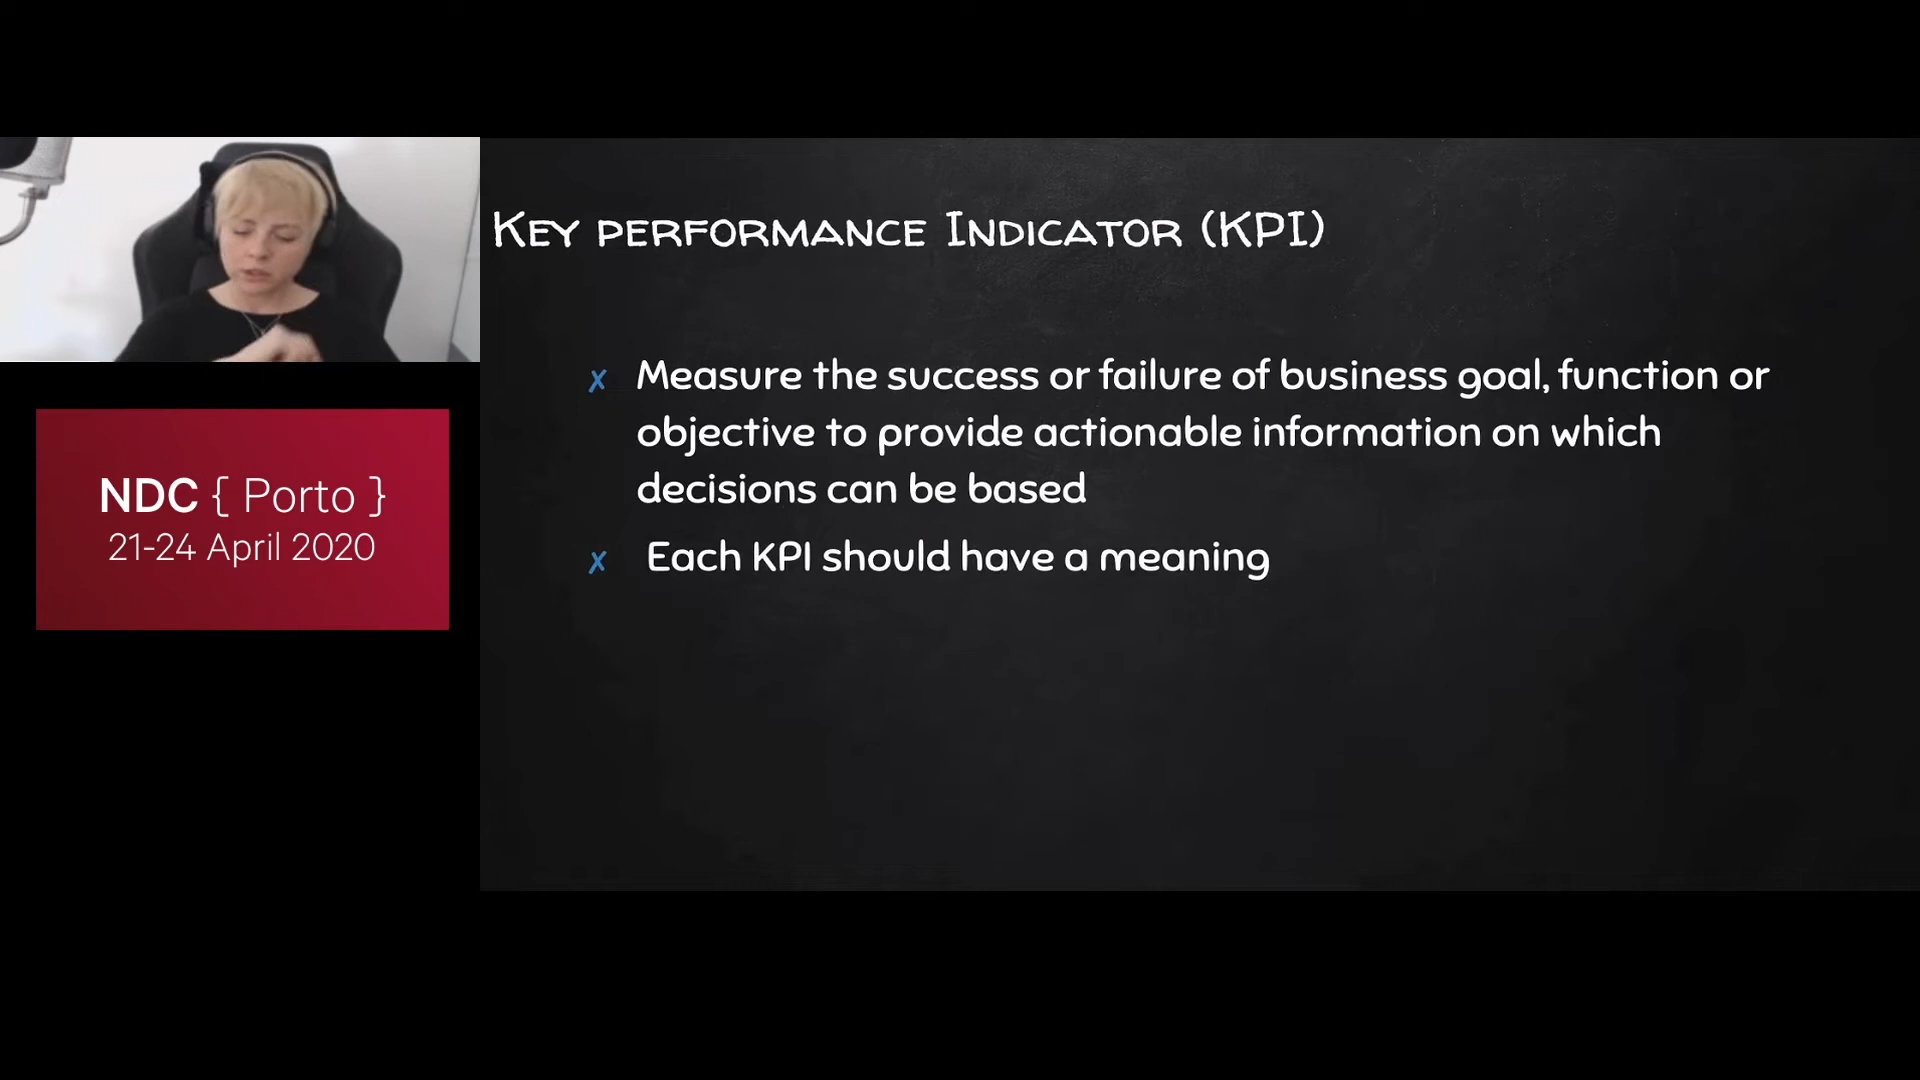 Key performance Indicator (KPI)
x Measure the success or failure of business goal, function or
objective to provide actionable information on which
decisions can be based
x Each KPI should have a meaning
NDC { Porto }
21-24 April 2020